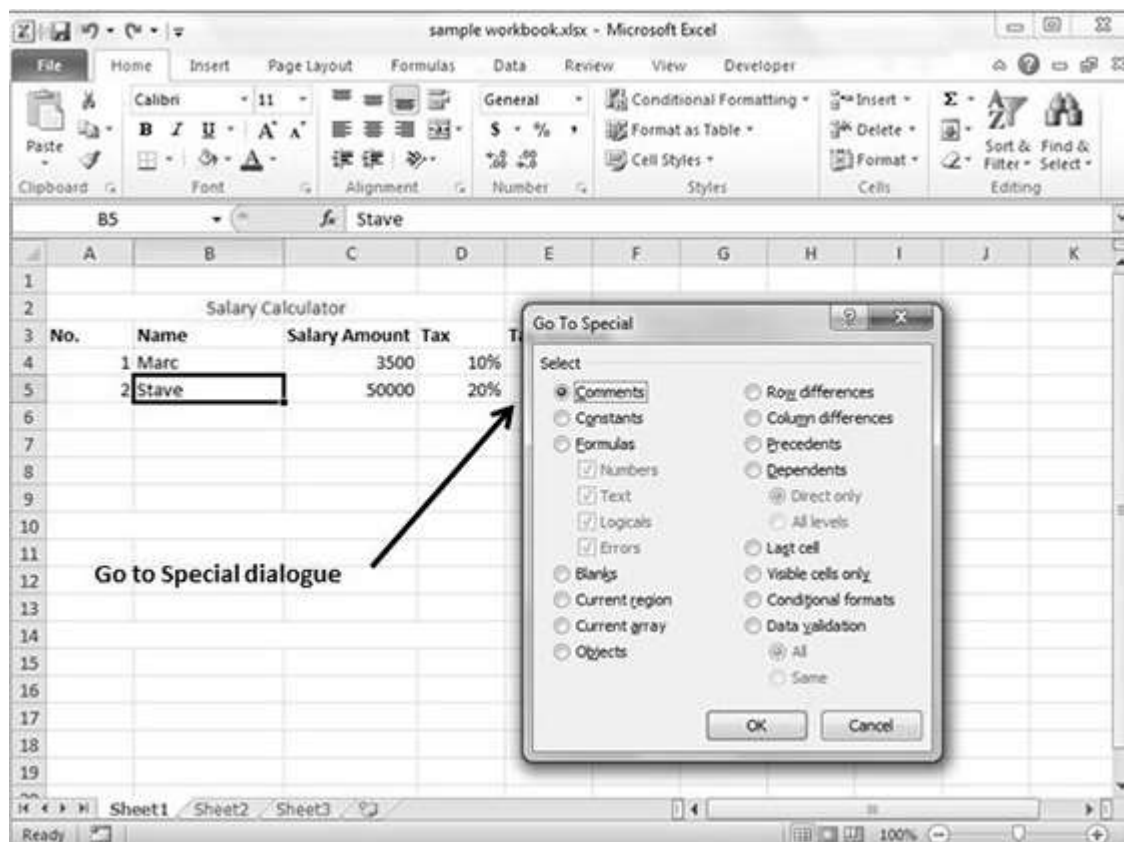 sample workbook.xlsx - Microsoft Excel
File Home Insert Page Layout Formulas Data Review View Developer
Calibri 11 General Conditional Formatting Insert Σ
Paste B I U A A $ % , Format as Table Delete Sort & Filter Find & Select
A Cell Styles Format
Clipboard Font Alignment Number Styles Cells Editing
B5 fx Stave
A B C D E F G H I J K
1
2 Salary Calculator
3 No. Name Salary Amount Tax
4 1 Marc 3500 10%
5 2 Stave 50000 20%
6
7
8
9
10
11
12
13
14
15
16
17
18
19
Go to Special dialogue
Go To Special
Select
Comments
Constants
Formulas
Numbers
Text
Logicals
Errors
Blanks
Current region
Current array
Objects
Row differences
Column differences
Precedents
Dependents
Direct only
All levels
Last cell
Visible cells only
Conditional formats
Data validation
All
Same
OK Cancel
Sheet1 Sheet2 Sheet3
Ready 100%